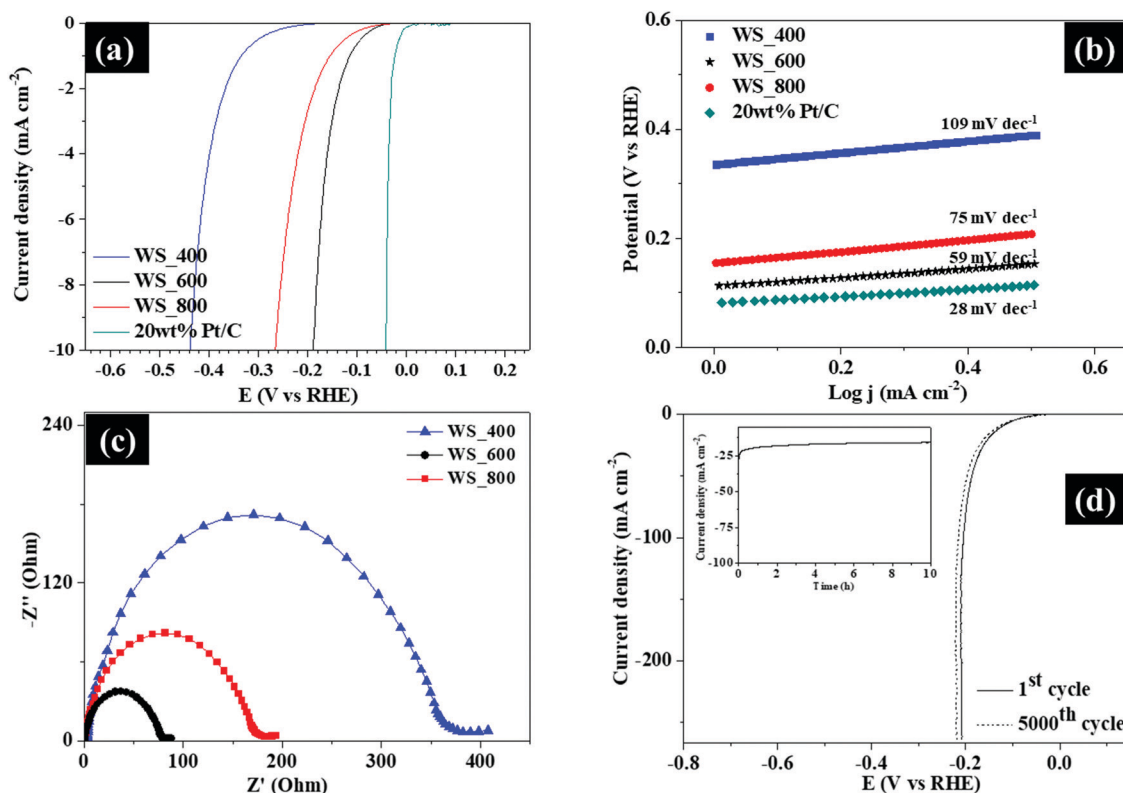 (a)
0
-2
-4
-6
-8
-10
Current density (mA cm⁻²)
WS_400
WS_600
WS_800
20wt% Pt/C
-0.6 -0.5 -0.4 -0.3 -0.2 -0.1 0.0 0.1 0.2
E (V vs RHE)
(b)
0.6
0.4
0.2
0.0
Potential (V vs RHE)
WS_400
WS_600
WS_800
20wt% Pt/C
109 mV dec⁻¹
75 mV dec⁻¹
59 mV dec⁻¹
28 mV dec⁻¹
0.0 0.2 0.4 0.6
Log j (mA cm⁻²)
(c)
240
120
0
-Z'' (Ohm)
WS_400
WS_600
WS_800
0 100 200 300 400
Z' (Ohm)
(d)
0
-100
-200
Current density (mA cm⁻²)
-25
-50
-75
-100
Current density (mA cm⁻²)
0 2 4 6 8 10
Time (h)
1st cycle
5000th cycle
-0.8 -0.6 -0.4 -0.2 0.0
E (V vs RHE)